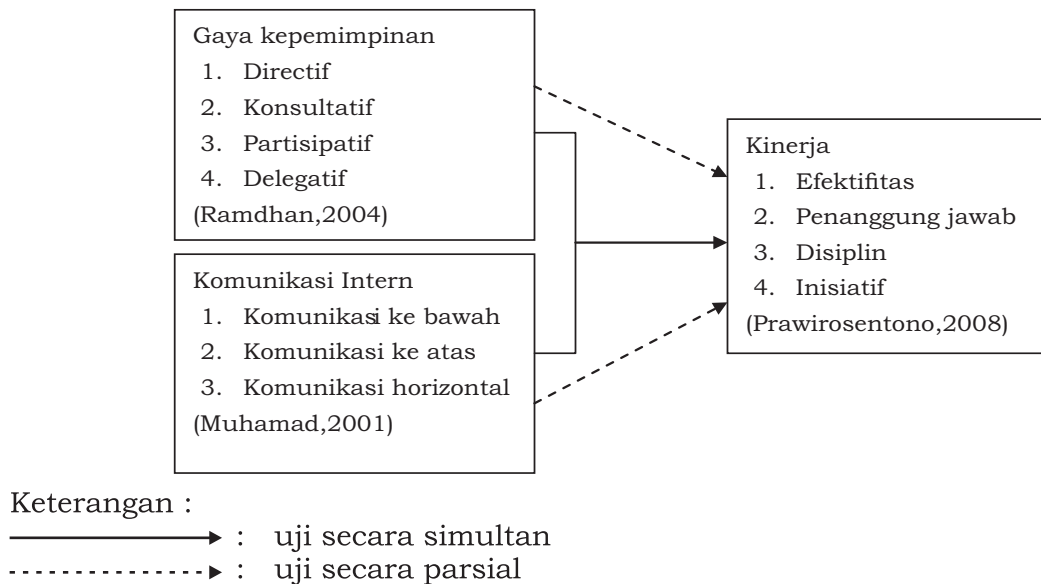 Gaya kepemimpinan
1. Directif
2. Konsultatif
3. Partisipatif
4. Delegatif
(Ramdhan,2004)
Komunikasi Intern
1. Komunikasi ke bawah
2. Komunikasi ke atas
3. Komunikasi horizontal
(Muhamad,2001)
Kinerja
1. Efektifitas
2. Penanggung jawab
3. Disiplin
4. Inisiatif
(Prawirosentono,2008)
Keterangan :
: uji secara simultan
: uji secara parsial